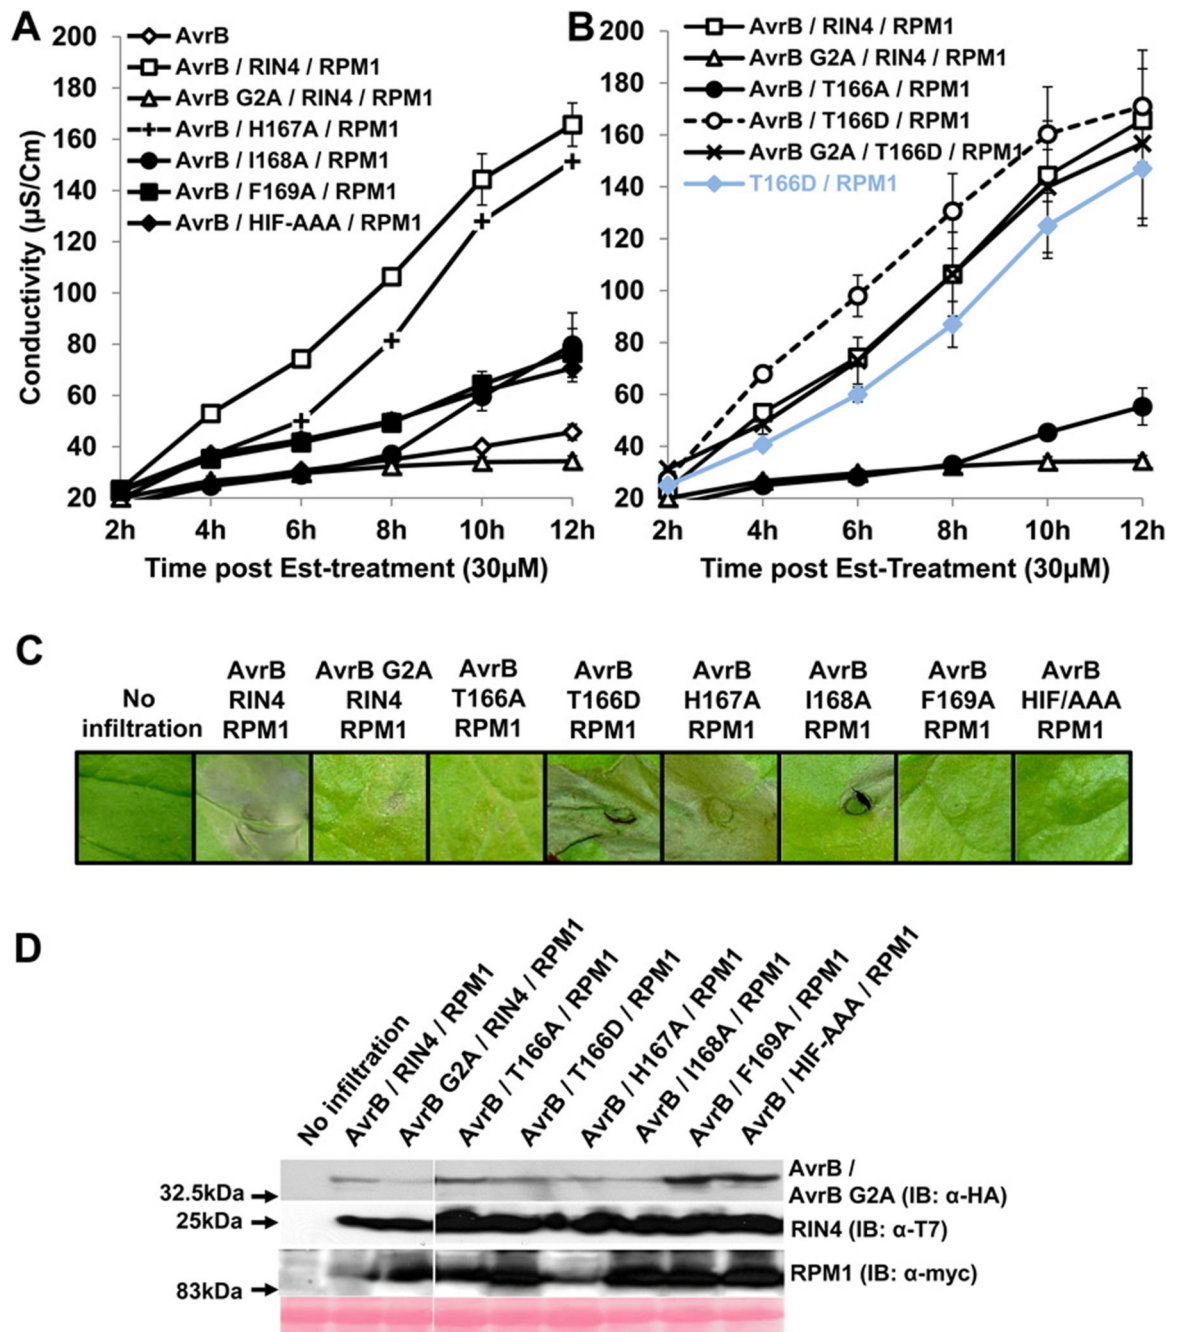 A
200
180
160
140
120
100
80
60
40
20
Conductivity (µS/Cm)
AvrB
AvrB / RIN4 / RPM1
AvrB G2A / RIN4 / RPM1
AvrB / H167A / RPM1
AvrB / I168A / RPM1
AvrB / F169A / RPM1
AvrB / HIF-AAA / RPM1
2h 4h 6h 8h 10h 12h
Time post Est-treatment (30µM)
B
200
180
160
140
120
100
80
60
40
20
AvrB / RIN4 / RPM1
AvrB G2A / RIN4 / RPM1
AvrB / T166A / RPM1
AvrB / T166D / RPM1
AvrB G2A / T166D / RPM1
T166D / RPM1
2h 4h 6h 8h 10h 12h
Time post Est-Treatment (30µM)
C
No
infiltration
AvrB
RIN4
RPM1
AvrB G2A
RIN4
RPM1
AvrB
T166A
RPM1
AvrB
T166D
RPM1
AvrB
H167A
RPM1
AvrB
I168A
RPM1
AvrB
F169A
RPM1
AvrB
HIF/AAA
RPM1
D
No infiltration
AvrB / RIN4 / RPM1
AvrB G2A / RIN4 / RPM1
AvrB / T166A / RPM1
AvrB / T166D / RPM1
AvrB / H167A / RPM1
AvrB / I168A / RPM1
AvrB / F169A / RPM1
AvrB / HIF-AAA / RPM1
32.5kDa
25kDa
83kDa
AvrB /
AvrB G2A (IB: α-HA)
RIN4 (IB: α-T7)
RPM1 (IB: α-myc)